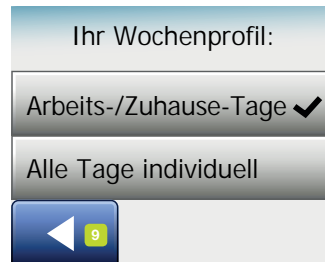 Ihr Wochenprofil:
Arbeits-/Zuhause-Tage
Alle Tage individuell
9